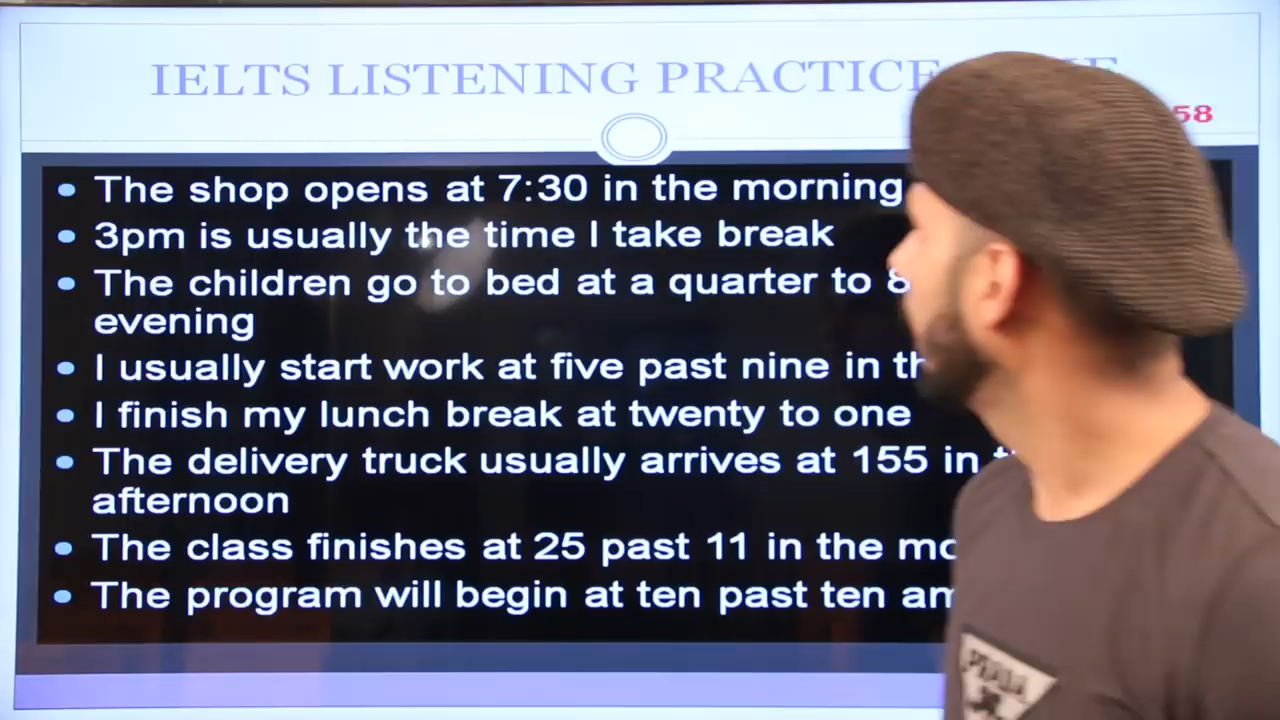 IELTS LISTENING PRACTICE
58
The shop opens at 7:30 in the morning
3pm is usually the time I take break
The children go to bed at a quarter to 8
evening
I usually start work at five past nine in
I finish my lunch break at twenty to one
The delivery truck usually arrives at 155 in
afternoon
The class finishes at 25 past 11 in the
The program will begin at ten past ten am
PRADA